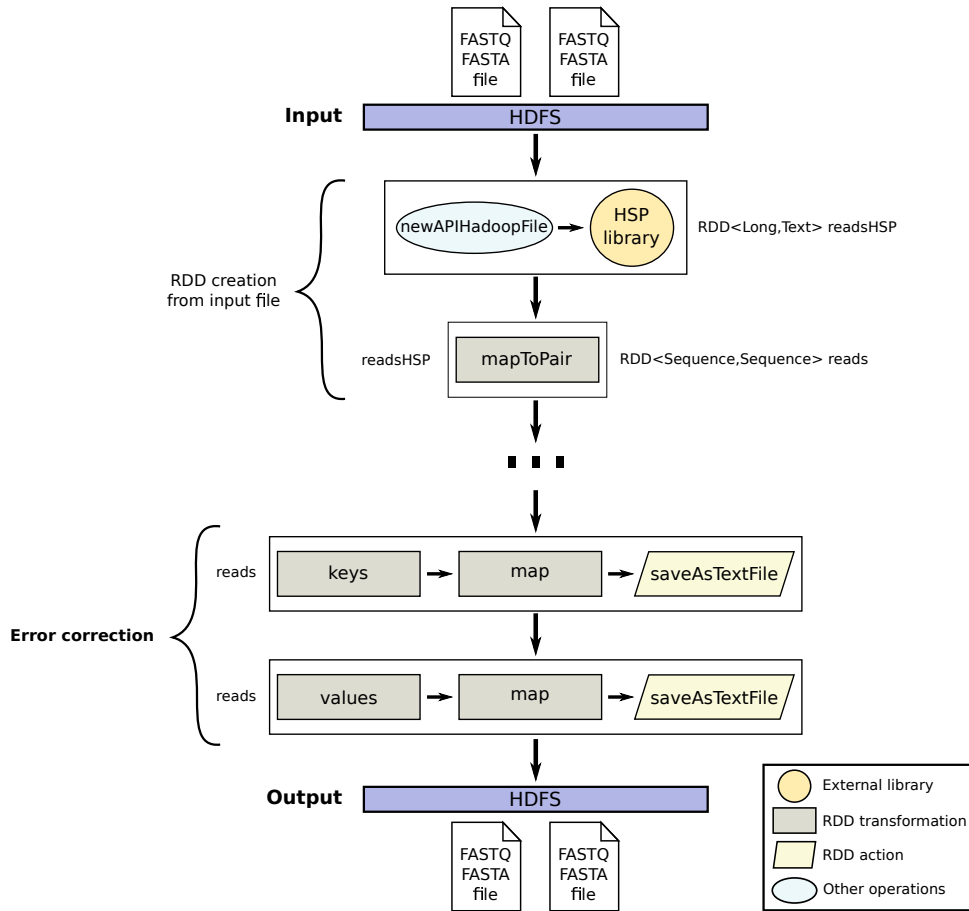 FASTQ
FASTA
file
FASTQ
FASTA
file
Input
HDFS
newAPIHadoopFile
HSP
library
RDD<Long,Text> readsHSP
RDD creation
from input file
readsHSP
mapToPair
RDD<Sequence,Sequence> reads
Error correction
reads
keys
map
saveAsTextFile
reads
values
map
saveAsTextFile
Output
HDFS
FASTQ
FASTA
file
FASTQ
FASTA
file
External library
RDD transformation
RDD action
Other operations